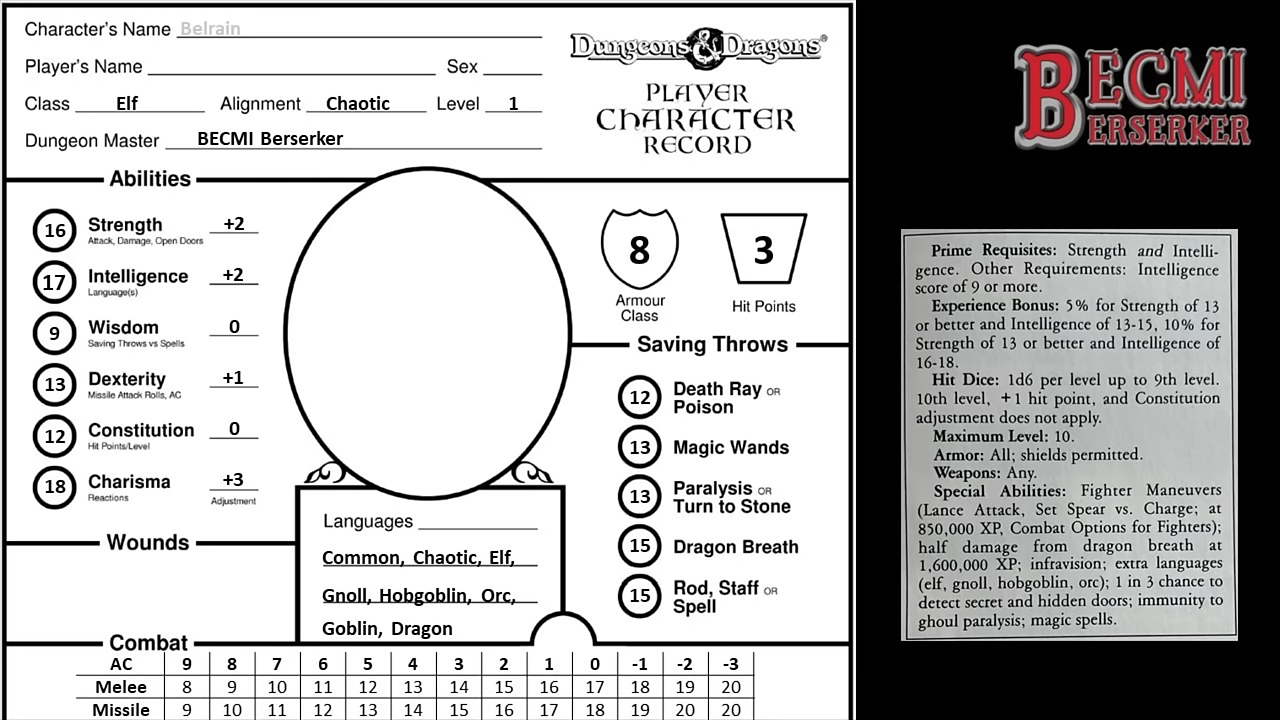 Character's Name Belrain
Player's Name Sex
Class Elf Alignment Chaotic Level 1
Dungeon Master BECMI Berserker
Dungeons & Dragons®
PLAYER
CHARACTER
RECORD
BECMI
BERSERKER
Abilities
16 Strength +2
Attack, Damage, Open Doors
17 Intelligence +2
Language(s)
9 Wisdom 0
Saving Throws vs Spells
13 Dexterity +1
Missile Attack Rolls, AC
12 Constitution 0
Hit Points/Level
18 Charisma +3
Reactions Adjustment
8
Armour
Class
3
Hit Points
Saving Throws
12 Death Ray OR
Poison
13 Magic Wands
13 Paralysis OR
Turn to Stone
15 Dragon Breath
15 Rod, Staff OR
Spell
Wounds
Languages
Common, Chaotic, Elf,
Gnoll, Hobgoblin, Orc,
Goblin, Dragon
Combat
AC 9 8 7 6 5 4 3 2 1 0 -1 -2 -3
Melee 8 9 10 11 12 13 14 15 16 17 18 19 20
Missile 9 10 11 12 13 14 15 16 17 18 19 20 20
Prime Requisites: Strength and Intelli-
gence. Other Requirements: Intelligence
score of 9 or more.
Experience Bonus: 5% for Strength of 13
or better and Intelligence of 13-15, 10% for
Strength of 13 or better and Intelligence of
16-18.
Hit Dice: 1d6 per level up to 9th level.
10th level, +1 hit point, and Constitution
adjustment does not apply.
Maximum Level: 10.
Armor: All; shields permitted.
Weapons: Any.
Special Abilities: Fighter Maneuvers
(Lance Attack, Set Spear vs. Charge; at
850,000 XP, Combat Options for Fighters);
half damage from dragon breath at
1,600,000 XP; infravision; extra languages
(elf, gnoll, hobgoblin, orc); 1 in 3 chance to
detect secret and hidden doors; immunity to
ghoul paralysis; magic spells.